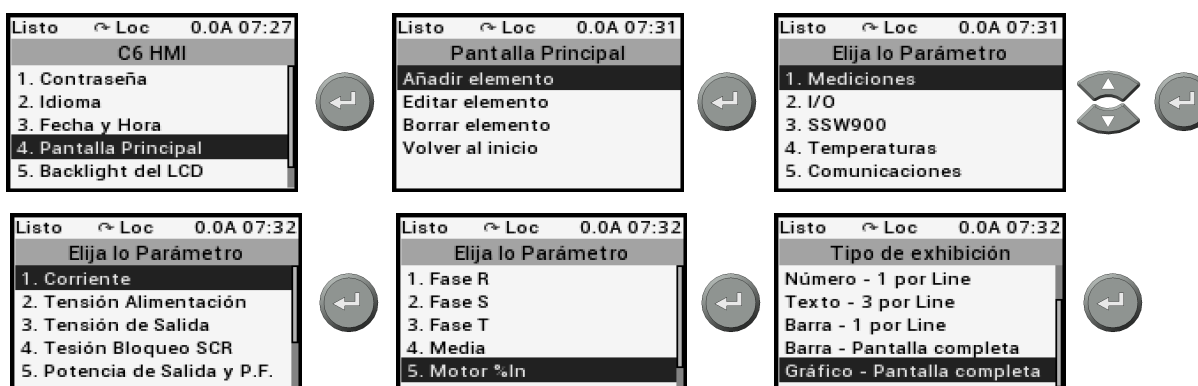 Listo ↷ Loc 0.0A 07:27
C6 HMI
1. Contraseña
2. Idioma
3. Fecha y Hora
4. Pantalla Principal
5. Backlight del LCD
Listo ↷ Loc 0.0A 07:31
Pantalla Principal
Añadir elemento
Editar elemento
Borrar elemento
Volver al inicio
Listo ↷ Loc 0.0A 07:31
Elija lo Parámetro
1. Mediciones
2. I/O
3. SSW900
4. Temperaturas
5. Comunicaciones
Listo ↷ Loc 0.0A 07:32
Elija lo Parámetro
1. Corriente
2. Tensión Alimentación
3. Tensión de Salida
4. Tesión Bloqueo SCR
5. Potencia de Salida y P.F.
Listo ↷ Loc 0.0A 07:32
Elija lo Parámetro
1. Fase R
2. Fase S
3. Fase T
4. Media
5. Motor %In
Listo ↷ Loc 0.0A 07:32
Tipo de exhibición
Número - 1 por Line
Texto - 3 por Line
Barra - 1 por Line
Barra - Pantalla completa
Gráfico - Pantalla completa